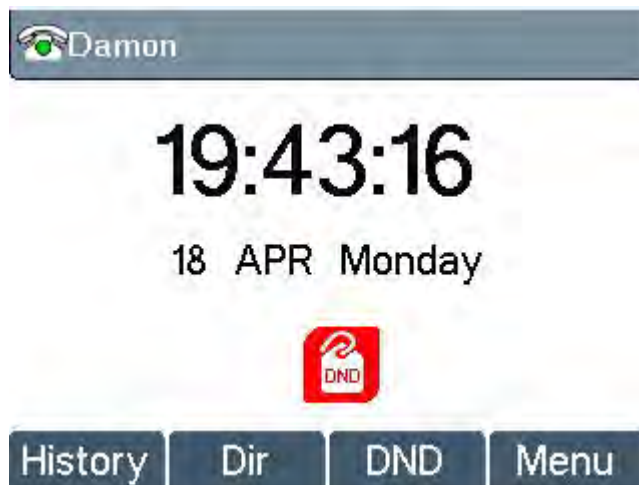 Damon
19:43:16
18 APR Monday
DND
History Dir DND Menu